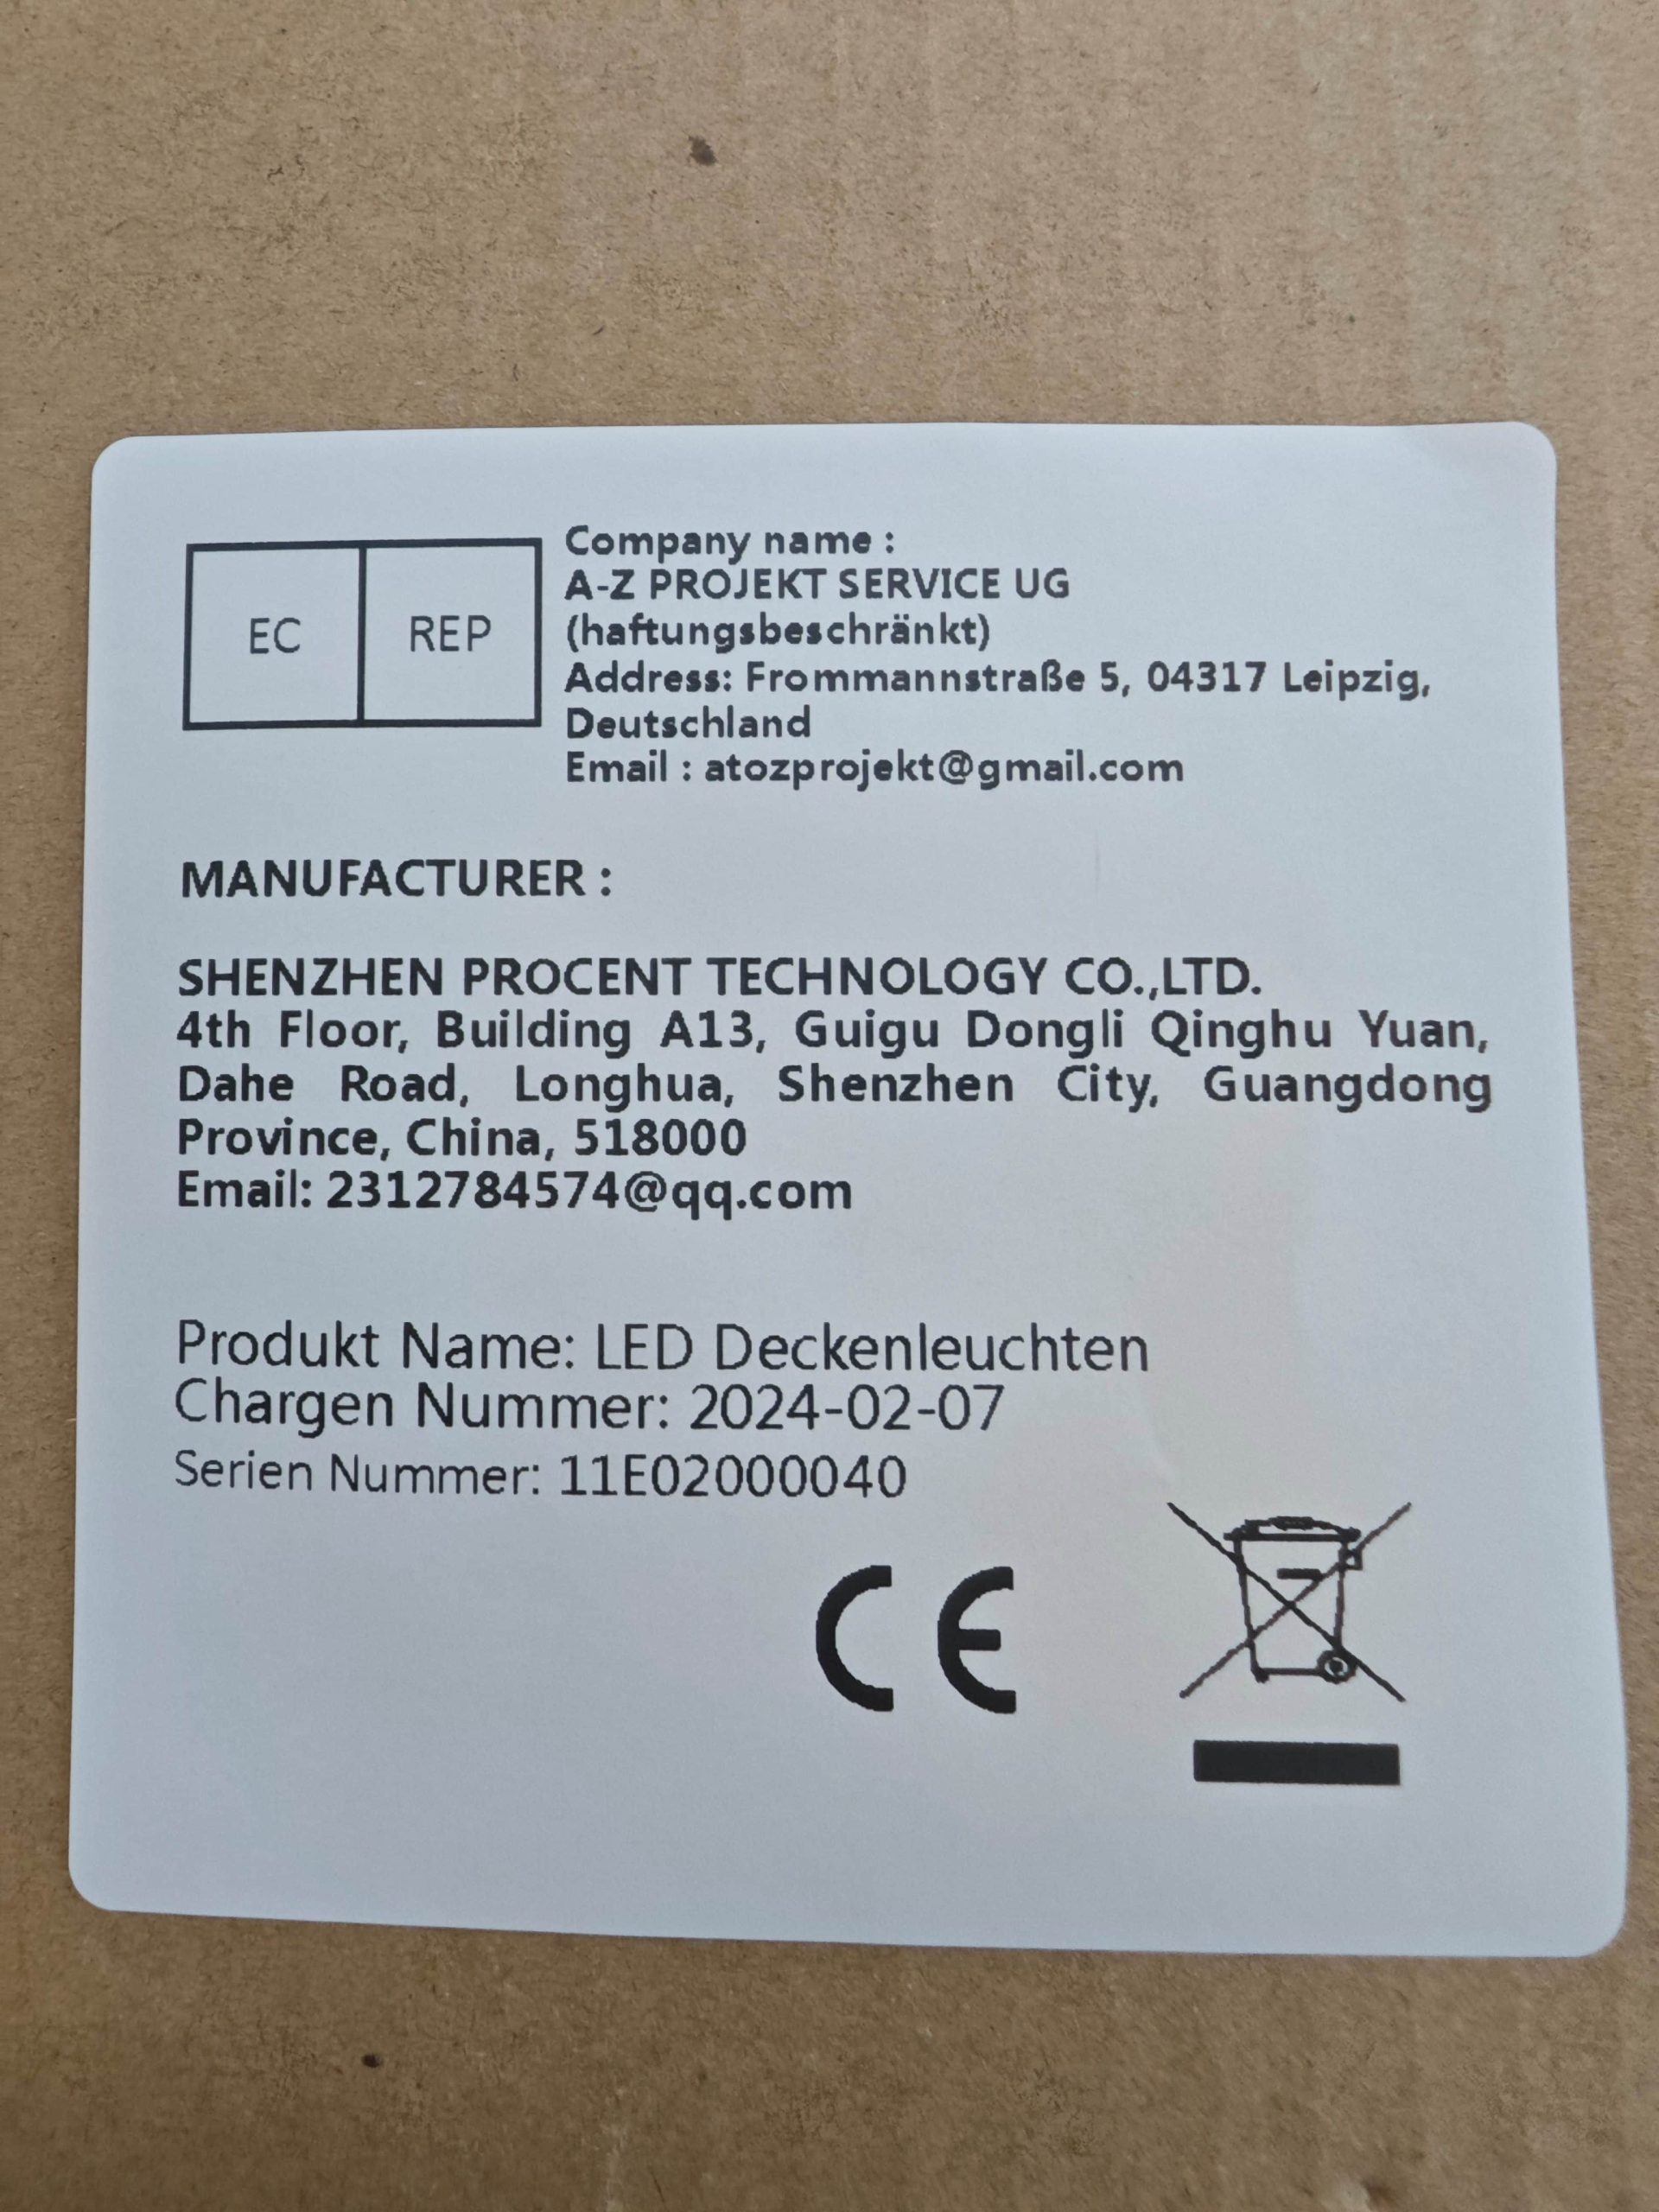 EC REP
Company name :
A-Z PROJEKT SERVICE UG
(haftungsbeschränkt)
Address: Frommannstraße 5, 04317 Leipzig,
Deutschland
Email : atozprojekt@gmail.com
MANUFACTURER :
SHENZHEN PROCENT TECHNOLOGY CO.,LTD.
4th Floor, Building A13, Guigu Dongli Qinghu Yuan,
Dahe Road, Longhua, Shenzhen City, Guangdong
Province, China, 518000
Email: 2312784574@qq.com
Produkt Name: LED Deckenleuchten
Chargen Nummer: 2024-02-07
Serien Nummer: 11E02000040
CE